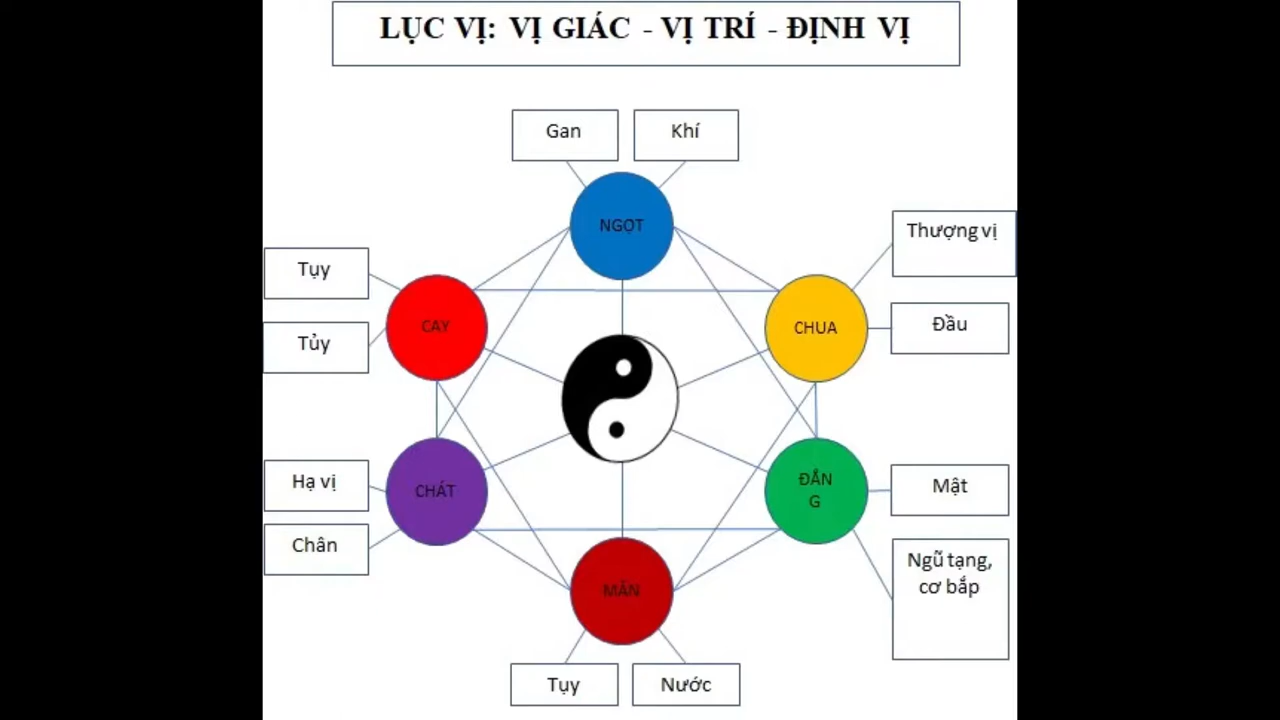 LỤC VỊ: VỊ GIÁC - VỊ TRÍ - ĐỊNH VỊ
Gan
Khí
NGỌT
Thượng vị
Tụy
CAY
CHUA
Đầu
Tủy
Hạ vị
CHÁT
ĐẮN
G
Mật
Chân
Ngũ tạng,
cơ bắp
MẶN
Tụy
Nước